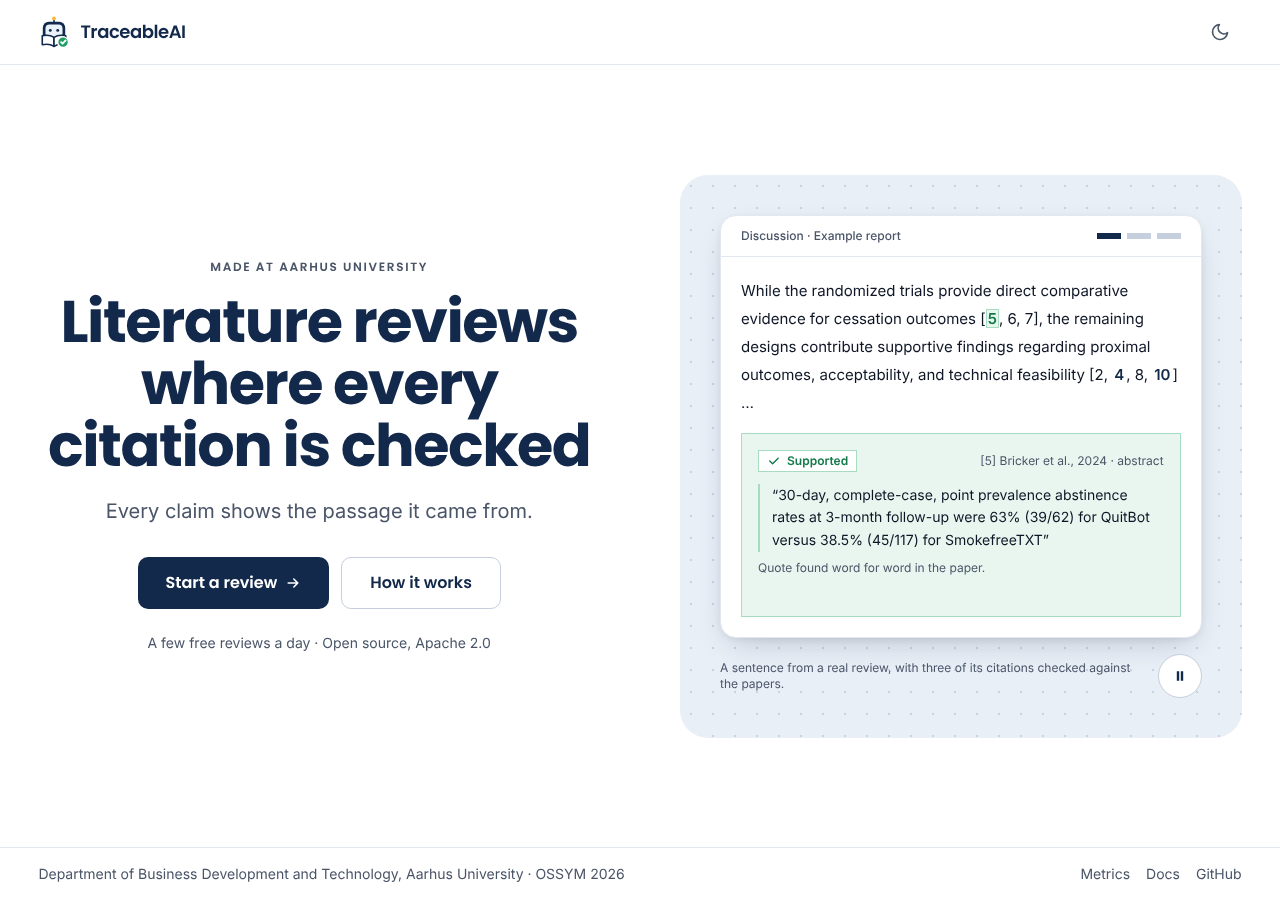 TraceableAI
MADE AT AARHUS UNIVERSITY
Literature reviews
where every
citation is checked
Every claim shows the passage it came from.
Start a review →
How it works
A few free reviews a day · Open source, Apache 2.0
Discussion · Example report
While the randomized trials provide direct comparative
evidence for cessation outcomes [5, 6, 7], the remaining
designs contribute supportive findings regarding proximal
outcomes, acceptability, and technical feasibility [2, 4, 8, 10]
...
Supported
[5] Bricker et al., 2024 · abstract
“30-day, complete-case, point prevalence abstinence
rates at 3-month follow-up were 63% (39/62) for QuitBot
versus 38.5% (45/117) for SmokefreeTXT”
Quote found word for word in the paper.
A sentence from a real review, with three of its citations checked against
the papers.
Department of Business Development and Technology, Aarhus University · OSSYM 2026
Metrics
Docs
GitHub